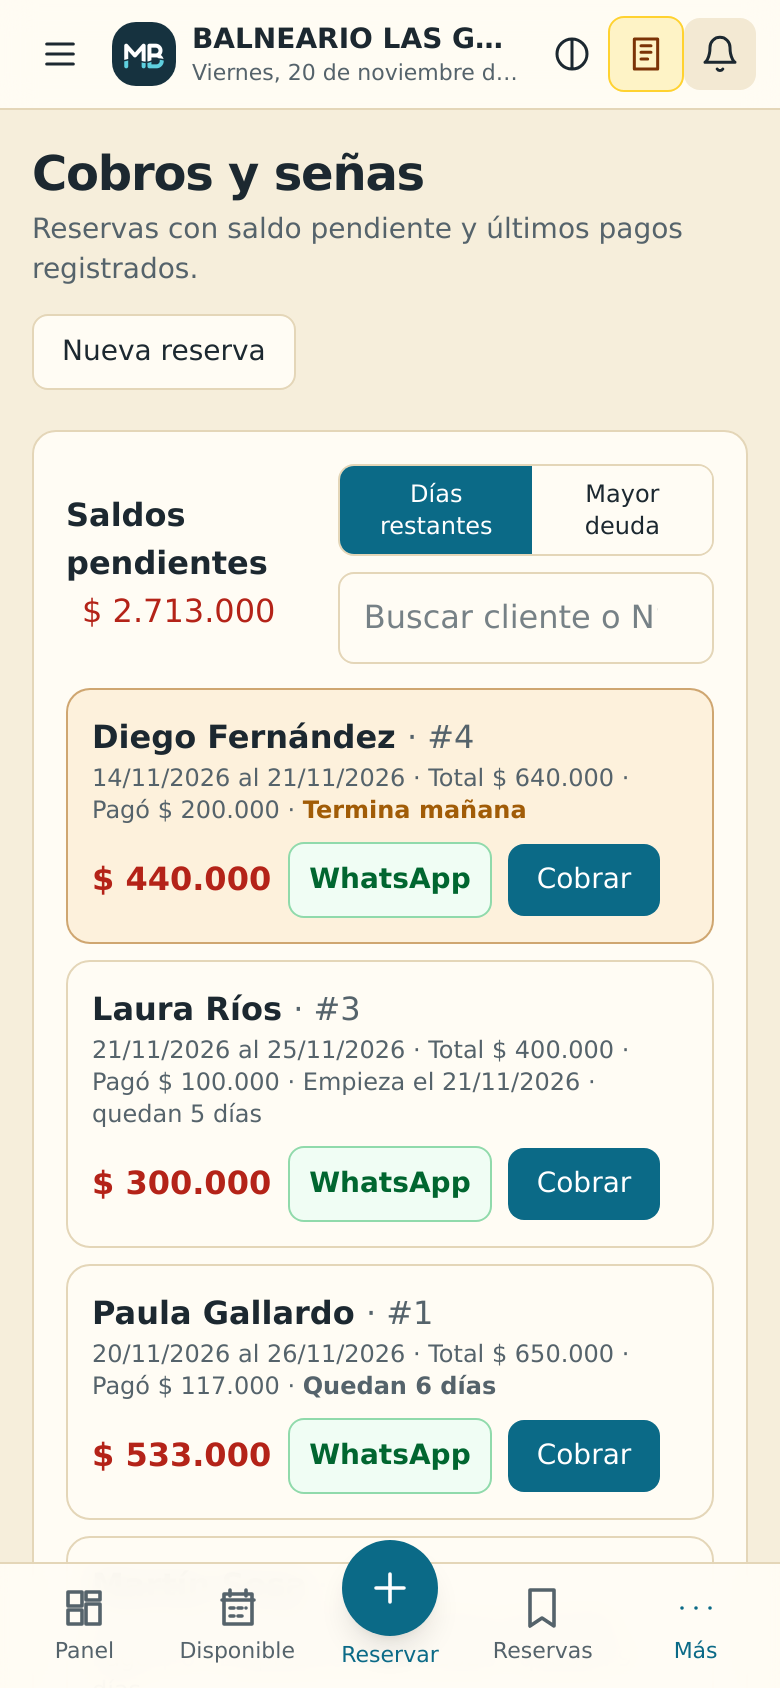 BALNEARIO LAS G...
Viernes, 20 de noviembre d...
MB
Cobros y señas
Reservas con saldo pendiente y últimos pagos
registrados.
Nueva reserva
Saldos
pendientes
$ 2.713.000
Días
restantes
Mayor
deuda
Buscar cliente o N
Diego Fernández · #4
14/11/2026 al 21/11/2026 · Total $ 640.000 ·
Pagó $ 200.000 · Termina mañana
$ 440.000
WhatsApp
Cobrar
Laura Ríos · #3
21/11/2026 al 25/11/2026 · Total $ 400.000 ·
Pagó $ 100.000 · Empieza el 21/11/2026 ·
quedan 5 días
$ 300.000
WhatsApp
Cobrar
Paula Gallardo · #1
20/11/2026 al 26/11/2026 · Total $ 650.000 ·
Pagó $ 117.000 · Quedan 6 días
$ 533.000
WhatsApp
Cobrar
Panel
Disponible
Reservar
Reservas
Más